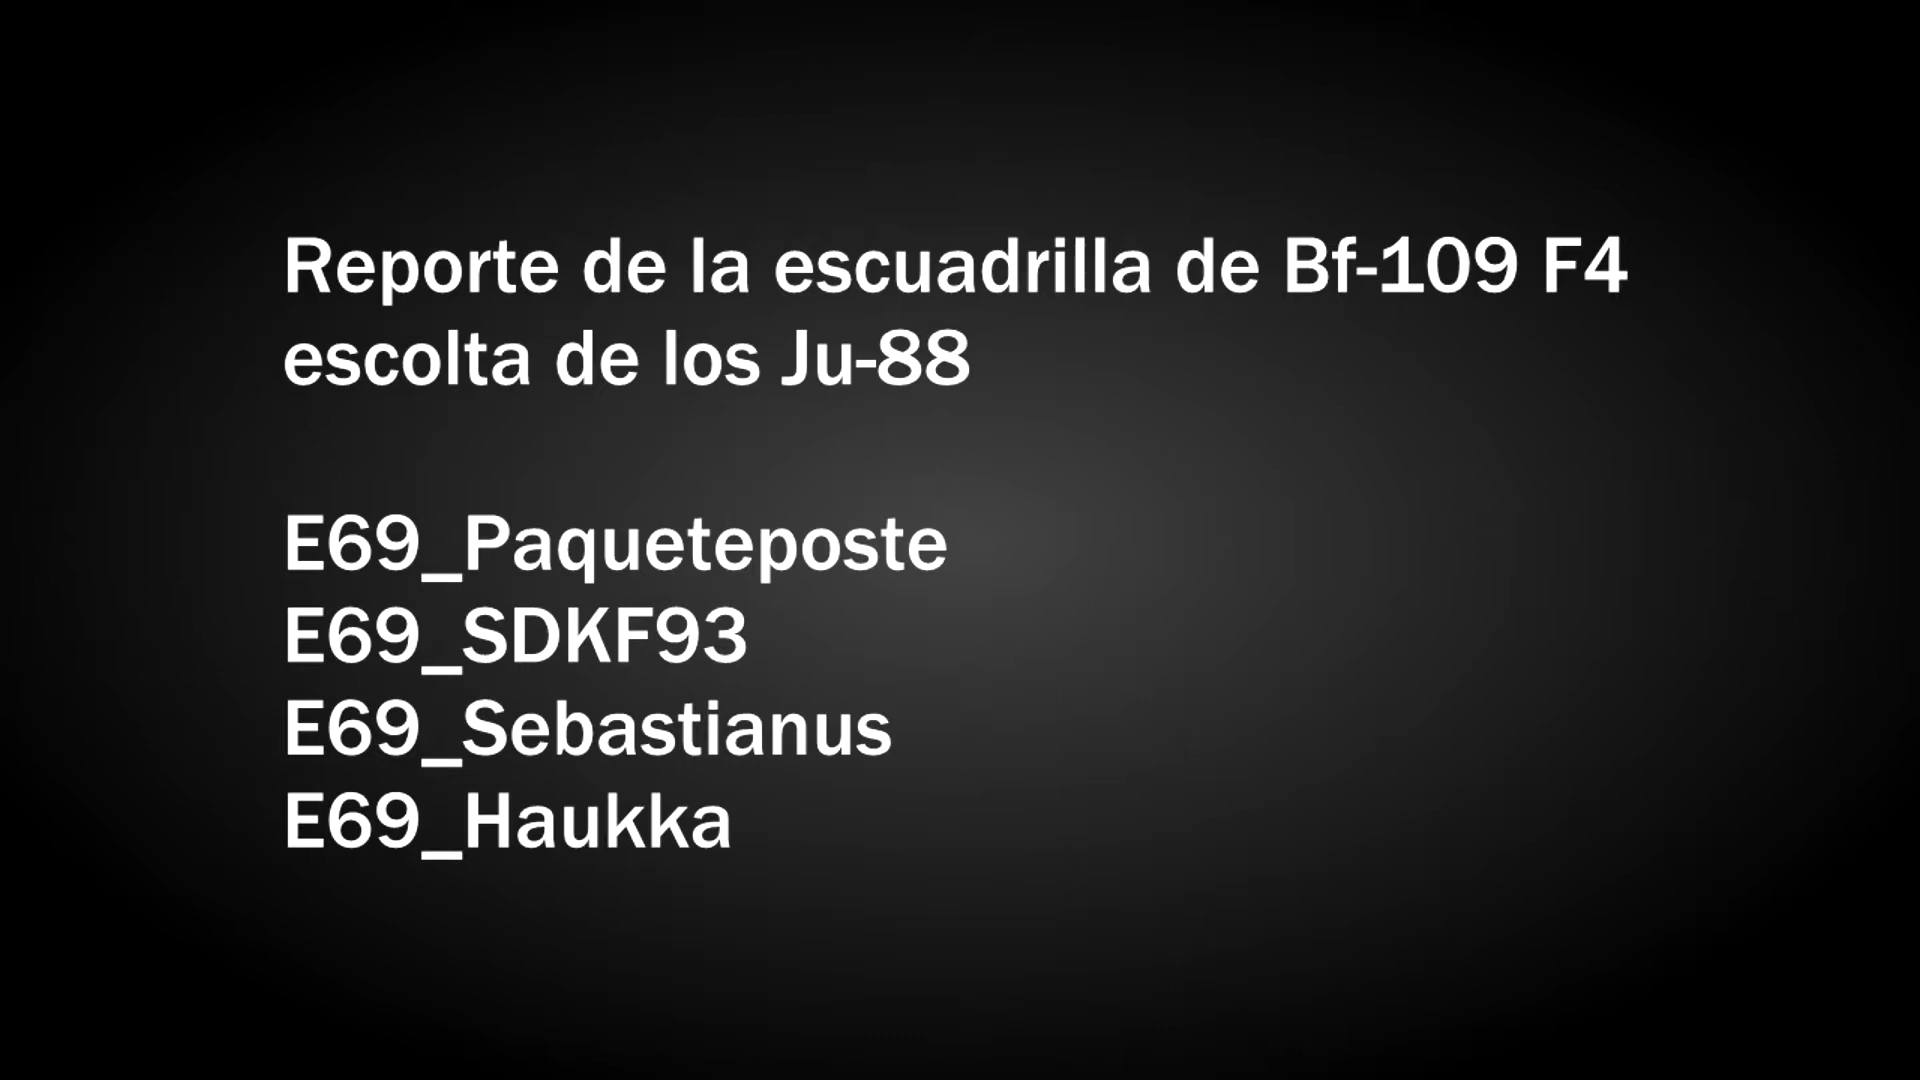 Reporte de la escuadrilla de Bf-109 F4
escolta de los Ju-88
E69_Paqueteposte
E69_SDKF93
E69_Sebastianus
E69_Haukka